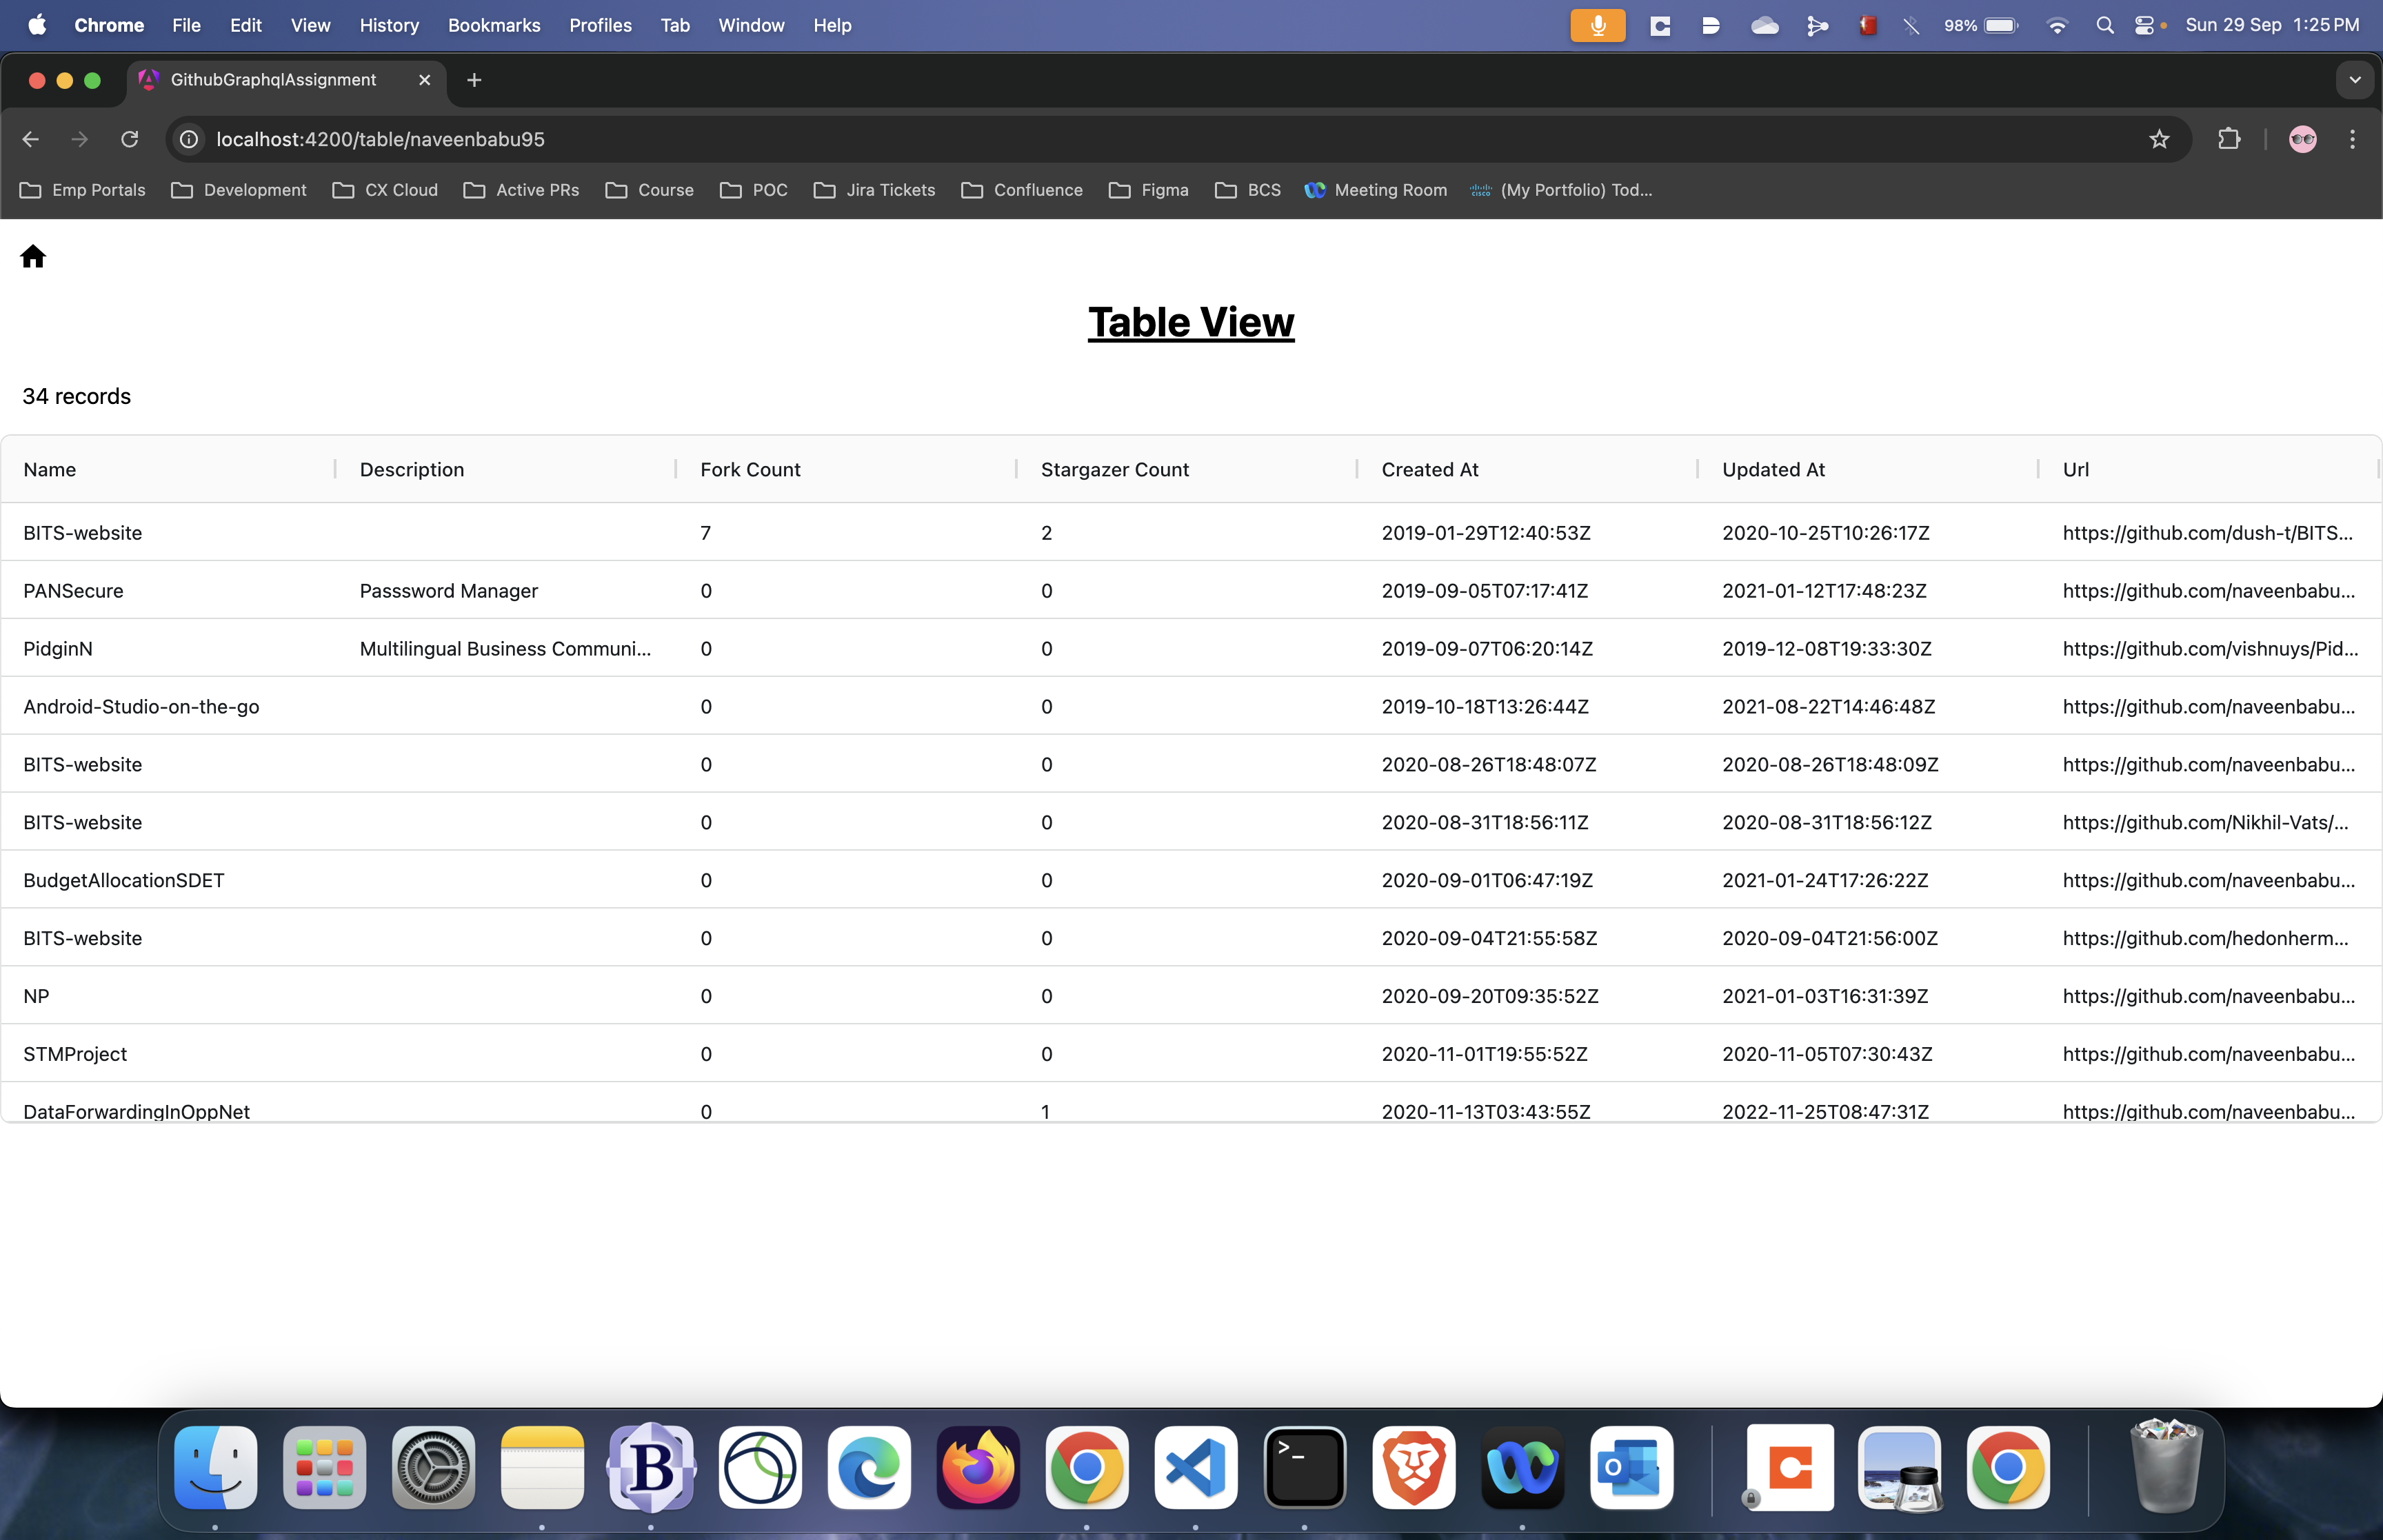 Chrome File Edit View History Bookmarks Profiles Tab Window Help 98% Sun 29 Sep 1:25 PM
GithubGraphqlAssignment
localhost:4200/table/naveenbabu95
Emp Portals Development CX Cloud Active PRs Course POC Jira Tickets Confluence Figma BCS Meeting Room CISCO (My Portfolio) Tod...
Table View
34 records
Name Description Fork Count Stargazer Count Created At Updated At Url
BITS-website 7 2 2019-01-29T12:40:53Z 2020-10-25T10:26:17Z https://github.com/dush-t/BITS...
PANSecure Passsword Manager 0 0 2019-09-05T07:17:41Z 2021-01-12T17:48:23Z https://github.com/naveenbabu...
PidginN Multilingual Business Communi... 0 0 2019-09-07T06:20:14Z 2019-12-08T19:33:30Z https://github.com/vishnuys/Pid...
Android-Studio-on-the-go 0 0 2019-10-18T13:26:44Z 2021-08-22T14:46:48Z https://github.com/naveenbabu...
BITS-website 0 0 2020-08-26T18:48:07Z 2020-08-26T18:48:09Z https://github.com/naveenbabu...
BITS-website 0 0 2020-08-31T18:56:11Z 2020-08-31T18:56:12Z https://github.com/Nikhil-Vats/...
BudgetAllocationSDET 0 0 2020-09-01T06:47:19Z 2021-01-24T17:26:22Z https://github.com/naveenbabu...
BITS-website 0 0 2020-09-04T21:55:58Z 2020-09-04T21:56:00Z https://github.com/hedonherm...
NP 0 0 2020-09-20T09:35:52Z 2021-01-03T16:31:39Z https://github.com/naveenbabu...
STMProject 0 0 2020-11-01T19:55:52Z 2020-11-05T07:30:43Z https://github.com/naveenbabu...
DataForwardingInOppNet 0 1 2020-11-13T03:43:55Z 2022-11-25T08:47:31Z https://github.com/naveenbabu...
B >_ O